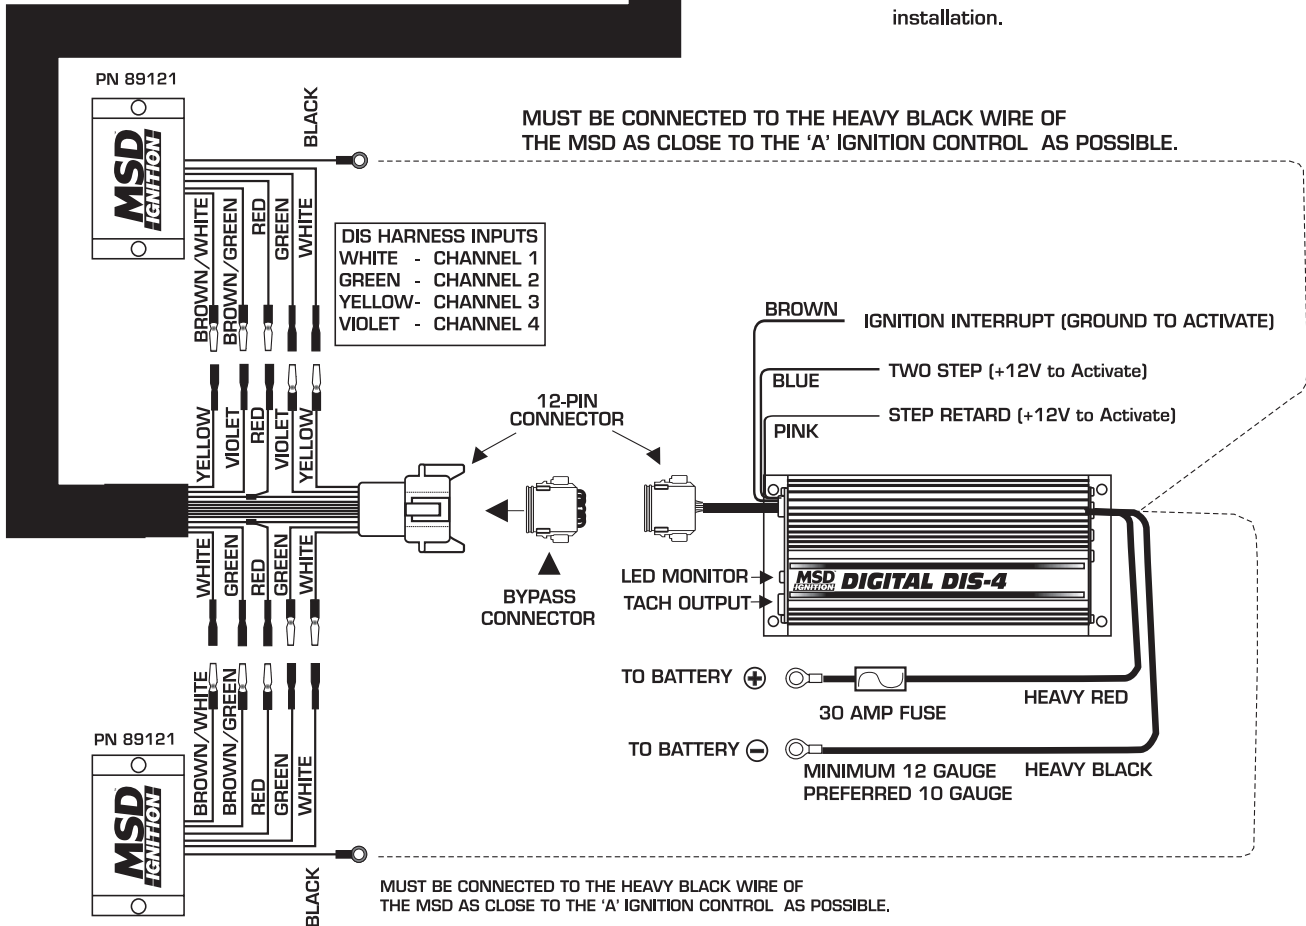 installation.
PN 89121
BLACK
MSD
IGNITION
MUST BE CONNECTED TO THE HEAVY BLACK WIRE OF
THE MSD AS CLOSE TO THE 'A' IGNITION CONTROL AS POSSIBLE.
BROWN/WHITE
BROWN/GREEN
RED
GREEN
WHITE
DIS HARNESS INPUTS
WHITE - CHANNEL 1
GREEN - CHANNEL 2
YELLOW- CHANNEL 3
VIOLET - CHANNEL 4
BROWN
IGNITION INTERRUPT (GROUND TO ACTIVATE)
BLUE
TWO STEP (+12V to Activate)
PINK
STEP RETARD (+12V to Activate)
12-PIN
CONNECTOR
YELLOW
VIOLET
RED
VIOLET
YELLOW
WHITE
GREEN
RED
GREEN
WHITE
BYPASS
CONNECTOR
LED MONITOR
TACH OUTPUT
MSD
IGNITION
DIGITAL DIS-4
TO BATTERY +
30 AMP FUSE
HEAVY RED
TO BATTERY -
MINIMUM 12 GAUGE
PREFERRED 10 GAUGE
HEAVY BLACK
PN 89121
MSD
IGNITION
BROWN/WHITE
BROWN/GREEN
RED
GREEN
WHITE
BLACK
MUST BE CONNECTED TO THE HEAVY BLACK WIRE OF
THE MSD AS CLOSE TO THE 'A' IGNITION CONTROL AS POSSIBLE.